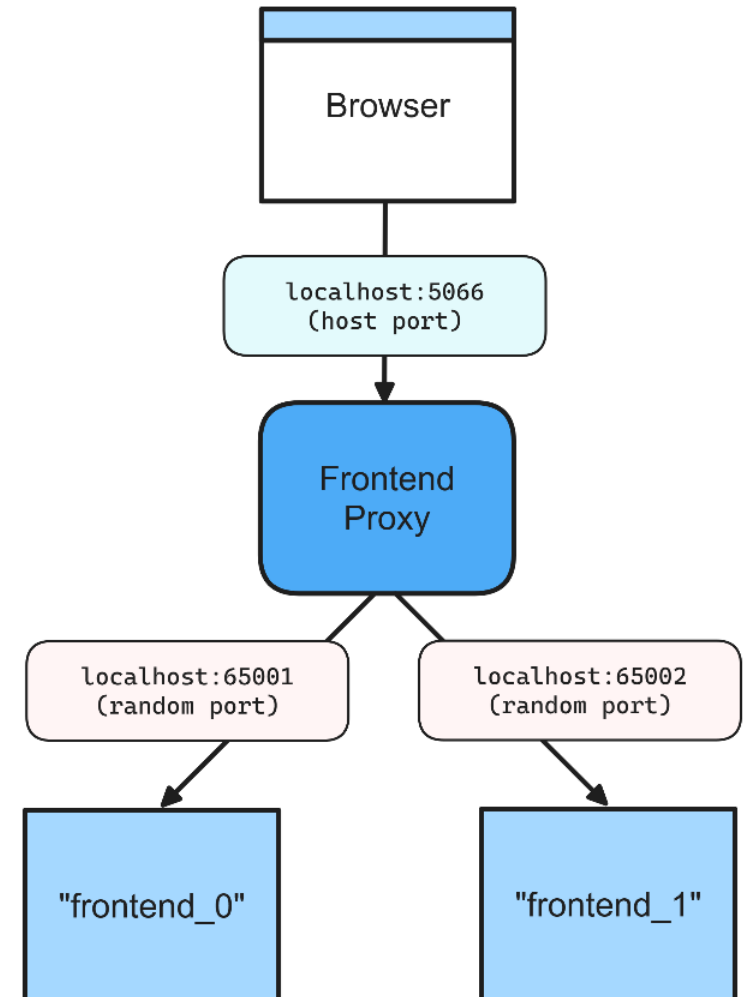 Browser
localhost:5066
(host port)
Frontend
Proxy
localhost:65001
(random port)
localhost:65002
(random port)
"frontend_0"
"frontend_1"